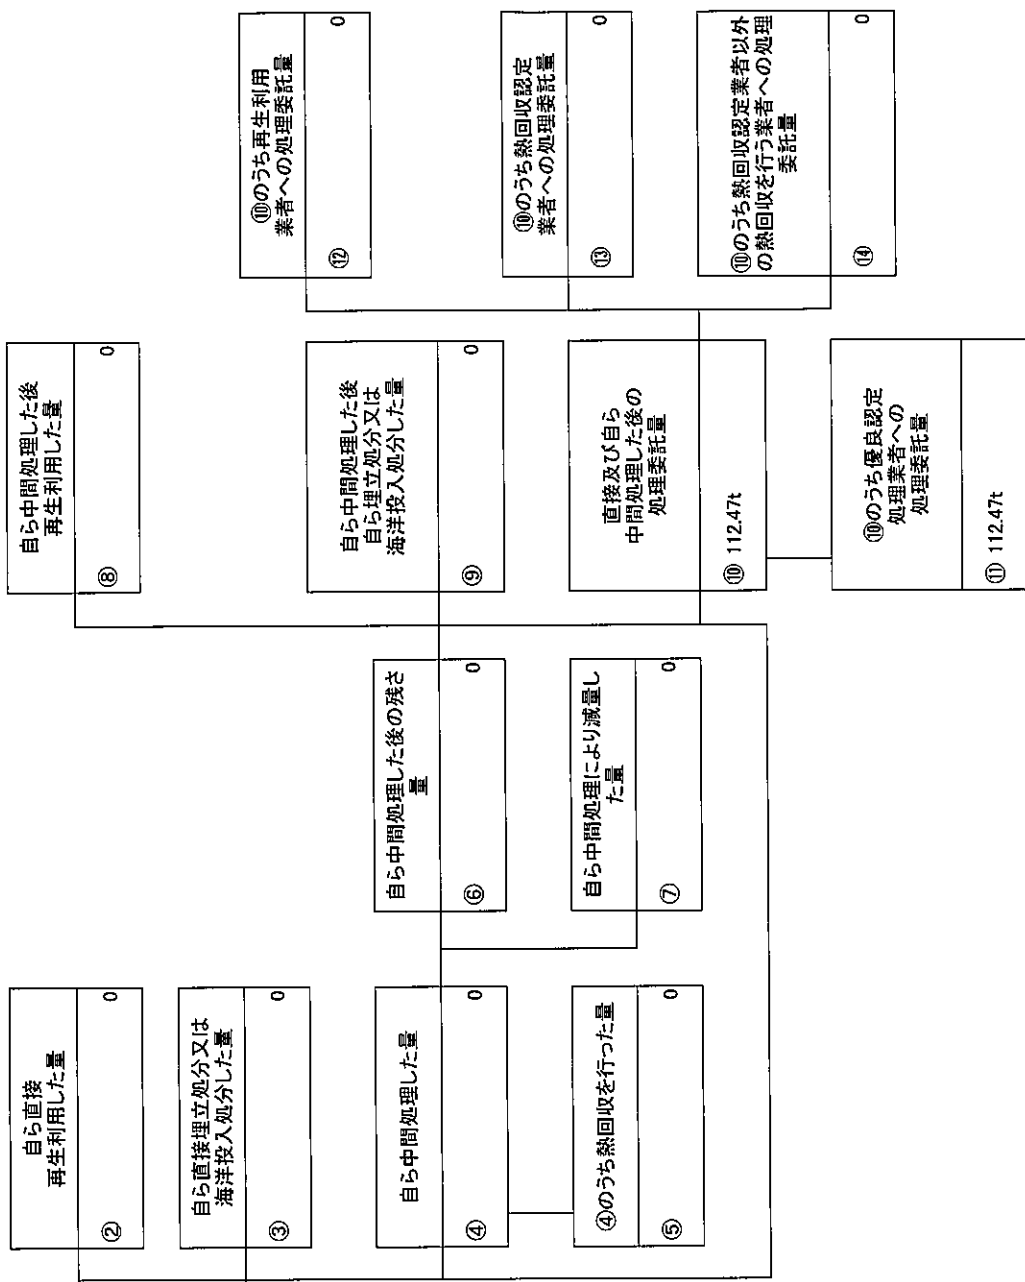 自ら直接
再生利用した量
②
0
自ら直接埋立処分又は
海洋投入処分した量
③
0
自ら中間処理した量
④
0
④のうち熱回収を行った量
⑤
0
自ら中間処理した後の残さ
量
⑥
0
自ら中間処理により減量し
た量
⑦
0
自ら中間処理した後
再生利用した量
⑧
0
自ら中間処理した後
自ら埋立処分又は
海洋投入処分した量
⑨
0
直接及び自ら
中間処理した後の
処理委託量
⑩ 112.47t
⑩のうち優良認定
処理業者への
処理委託量
⑪ 112.47t
⑩のうち再生利用
業者への処理委託量
⑫
0
⑩のうち熱回収認定
業者への処理委託量
⑬
0
⑩のうち熱回収認定業者以外
の熱回収を行う業者への処理
委託量
⑭
0